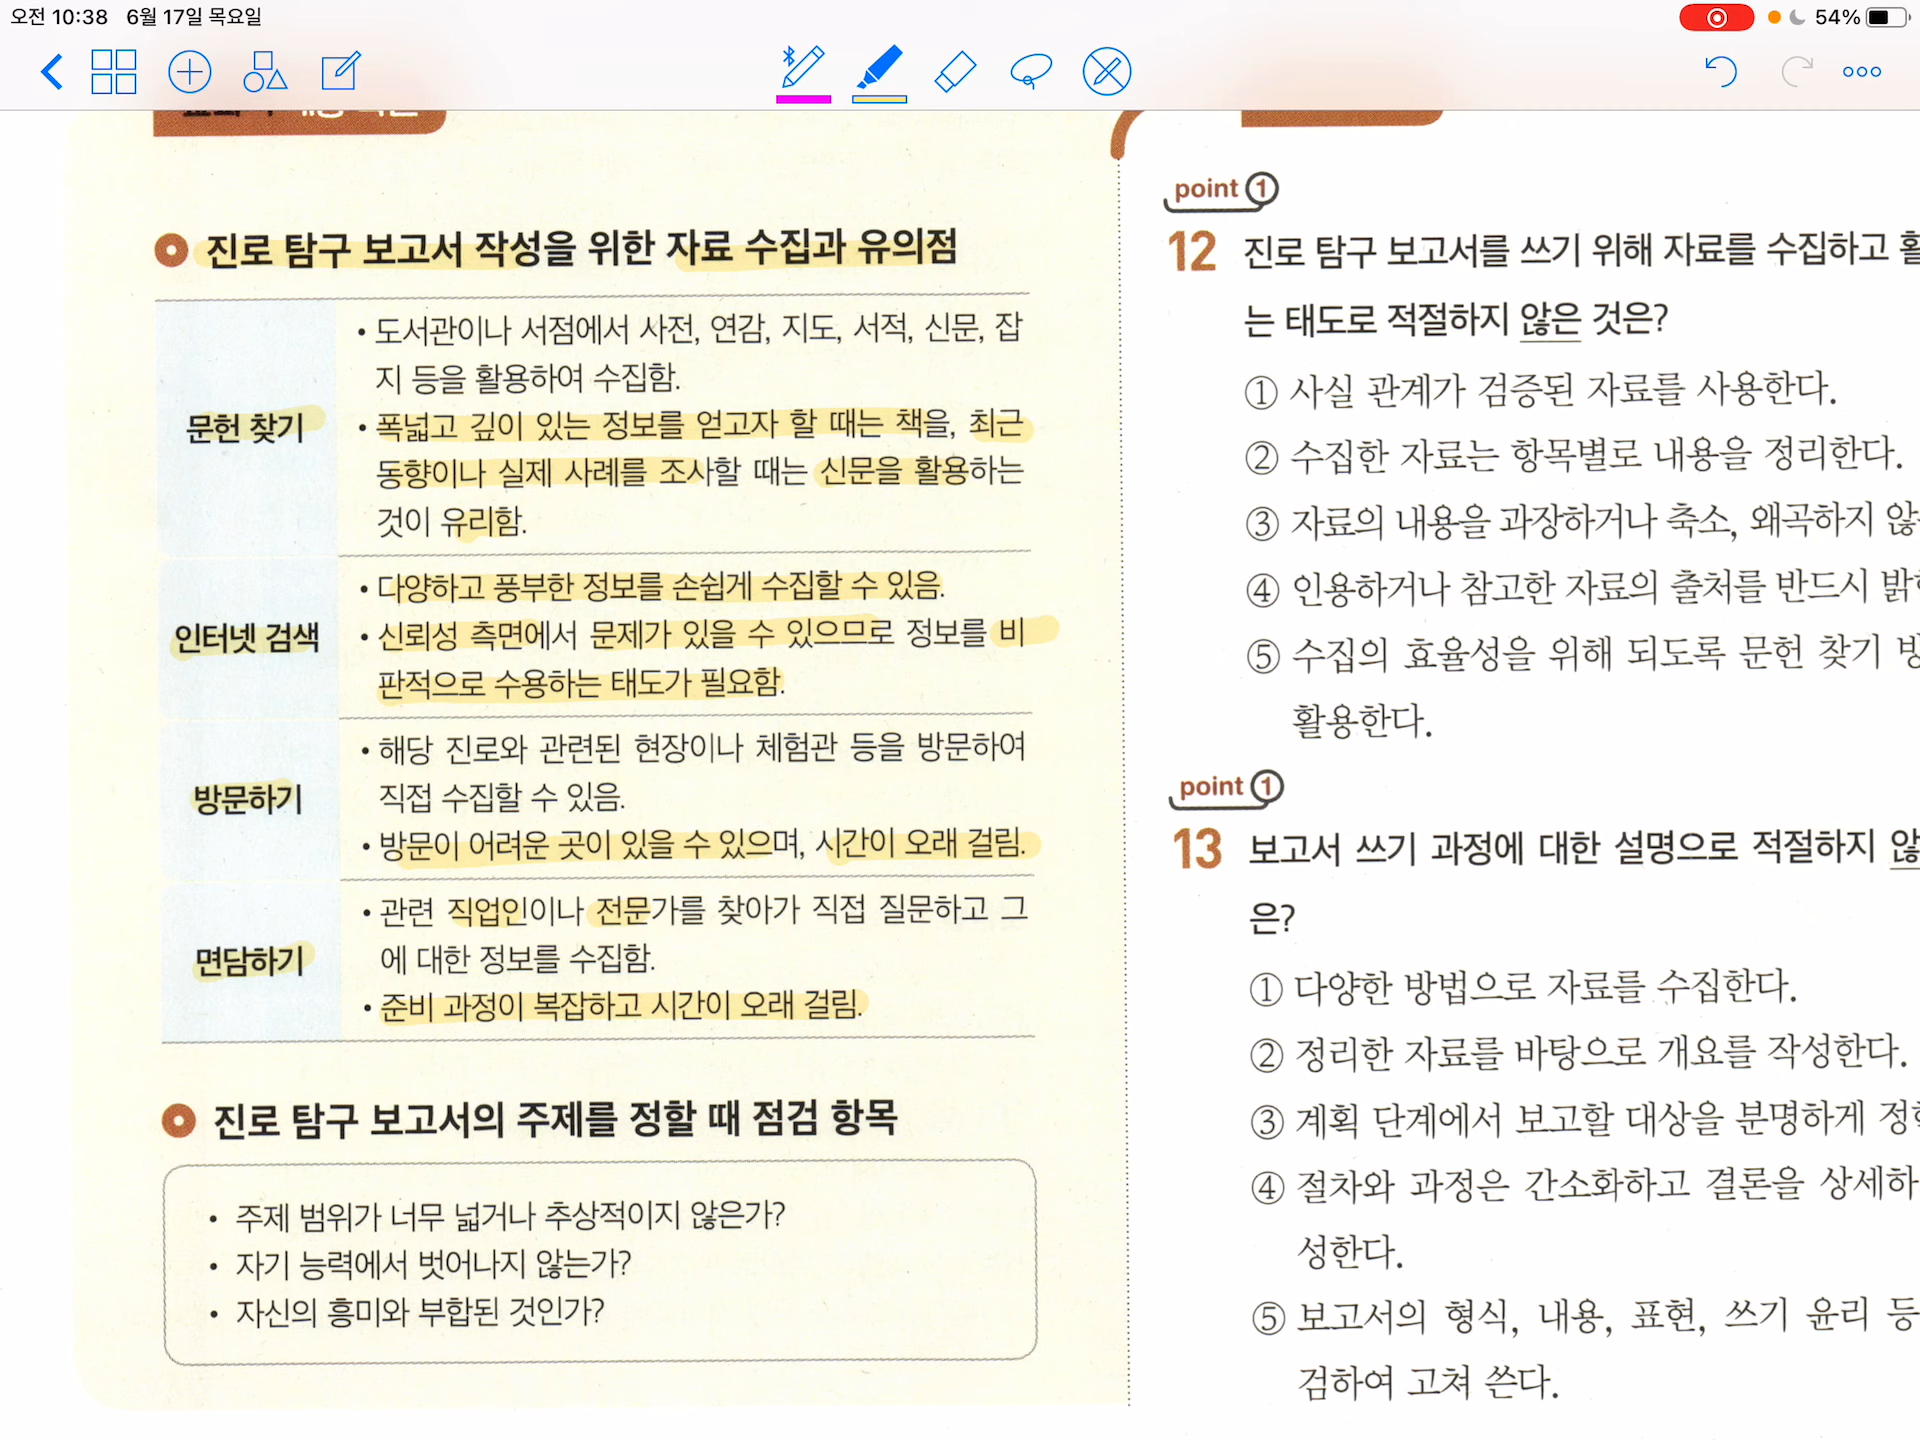 오전 10:38 6월 17일 목요일
54%
진로 탐구 보고서 작성을 위한 자료 수집과 유의점
문헌 찾기
• 도서관이나 서점에서 사전, 연감, 지도, 서적, 신문, 잡
지 등을 활용하여 수집함.
• 폭넓고 깊이 있는 정보를 얻고자 할 때는 책을, 최근
동향이나 실제 사례를 조사할 때는 신문을 활용하는
것이 유리함.
인터넷 검색
• 다양하고 풍부한 정보를 손쉽게 수집할 수 있음.
• 신뢰성 측면에서 문제가 있을 수 있으므로 정보를 비
판적으로 수용하는 태도가 필요함.
방문하기
• 해당 진로와 관련된 현장이나 체험관 등을 방문하여
직접 수집할 수 있음.
• 방문이 어려운 곳이 있을 수 있으며, 시간이 오래 걸림.
면담하기
• 관련 직업인이나 전문가를 찾아가 직접 질문하고 그
에 대한 정보를 수집함.
• 준비 과정이 복잡하고 시간이 오래 걸림.
진로 탐구 보고서의 주제를 정할 때 점검 항목
• 주제 범위가 너무 넓거나 추상적이지 않은가?
• 자기 능력에서 벗어나지 않는가?
• 자신의 흥미와 부합된 것인가?
point 1
12 진로 탐구 보고서를 쓰기 위해 자료를 수집하고
는 태도로 적절하지 않은 것은?
① 사실 관계가 검증된 자료를 사용한다.
② 수집한 자료는 항목별로 내용을 정리한다.
③ 자료의 내용을 과장하거나 축소, 왜곡하지
④ 인용하거나 참고한 자료의 출처를 반드시
⑤ 수집의 효율성을 위해 되도록 문헌 찾기
활용한다.
point 1
13 보고서 쓰기 과정에 대한 설명으로 적절하지
은?
① 다양한 방법으로 자료를 수집한다.
② 정리한 자료를 바탕으로 개요를 작성한다.
③ 계획 단계에서 보고할 대상을 분명하게
④ 절차와 과정은 간소화하고 결론을 상세하
성한다.
⑤ 보고서의 형식, 내용, 표현, 쓰기 윤리 등
검하여 고쳐 쓴다.